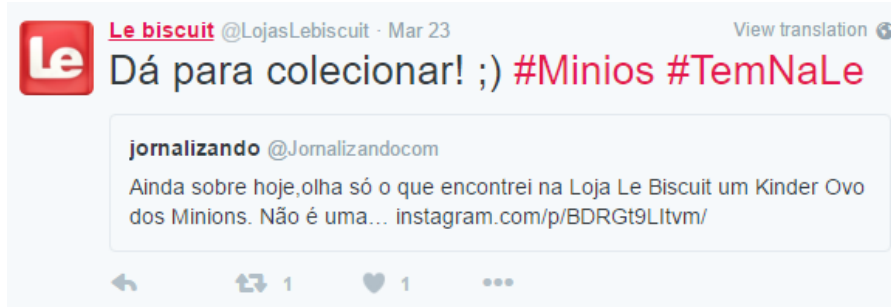 Le
Le biscuit @LojasLebiscuit · Mar 23 View translation
Dá para colecionar! ;) #Minios #TemNaLe
jornalizando @Jornalizandocom
Ainda sobre hoje,olha só o que encontrei na Loja Le Biscuit um Kinder Ovo
dos Minions. Não é uma… instagram.com/p/BDRGt9LItvm/
1 1